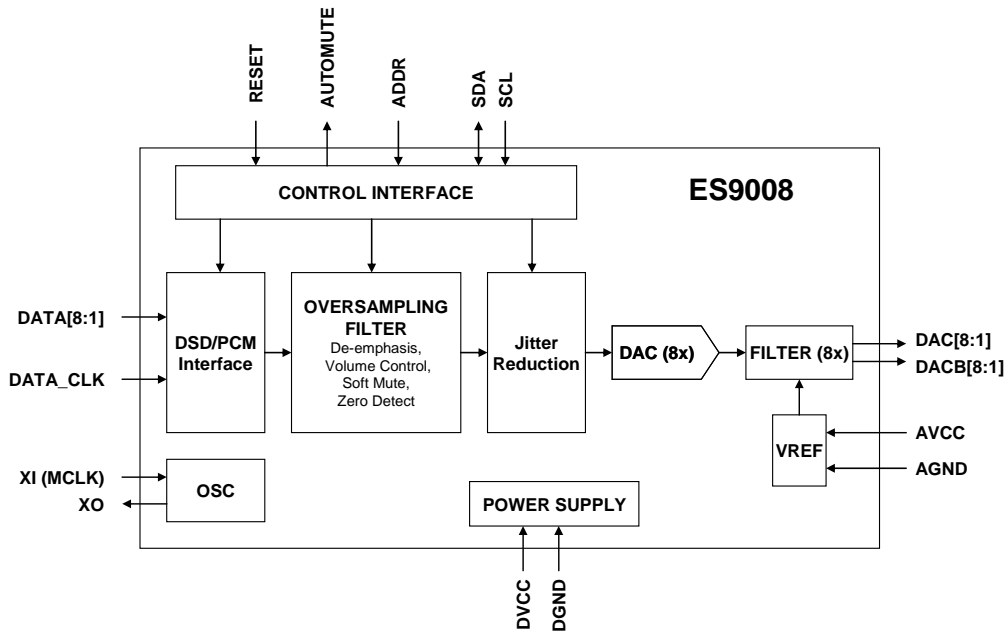 RESET
AUTOMUTE
ADDR
SDA
SCL
CONTROL INTERFACE
ES9008
DATA[8:1]
DATA_CLK
DSD/PCM
Interface
OVERSAMPLING
FILTER
De-emphasis,
Volume Control,
Soft Mute,
Zero Detect
Jitter
Reduction
DAC (8x)
FILTER (8x)
DAC[8:1]
DACB[8:1]
VREF
AVCC
AGND
XI (MCLK)
XO
OSC
POWER SUPPLY
DVCC
DGND